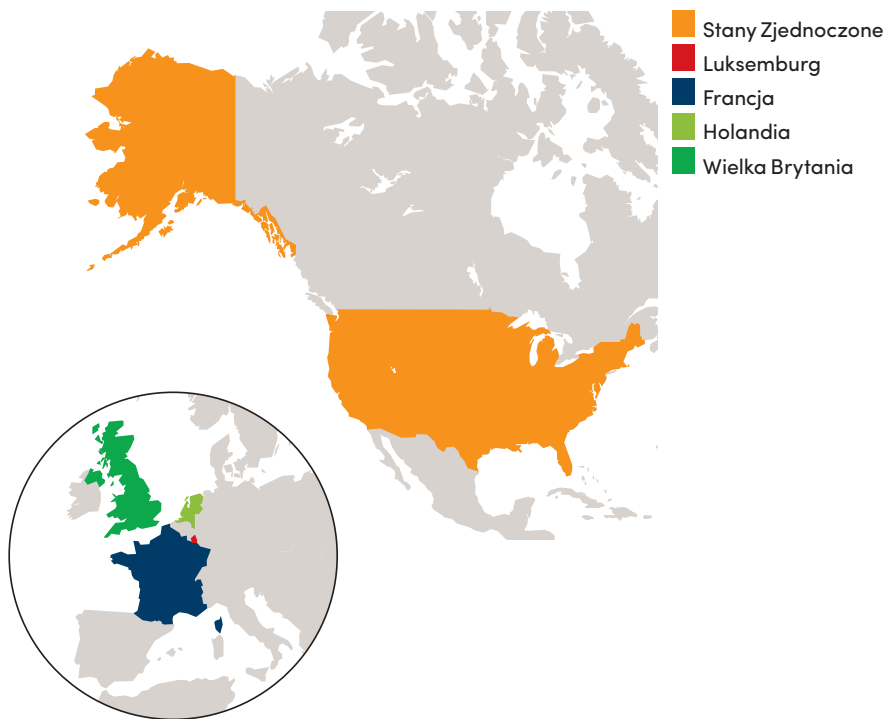 Stany Zjednoczone
Luksemburg
Francja
Holandia
Wielka Brytania